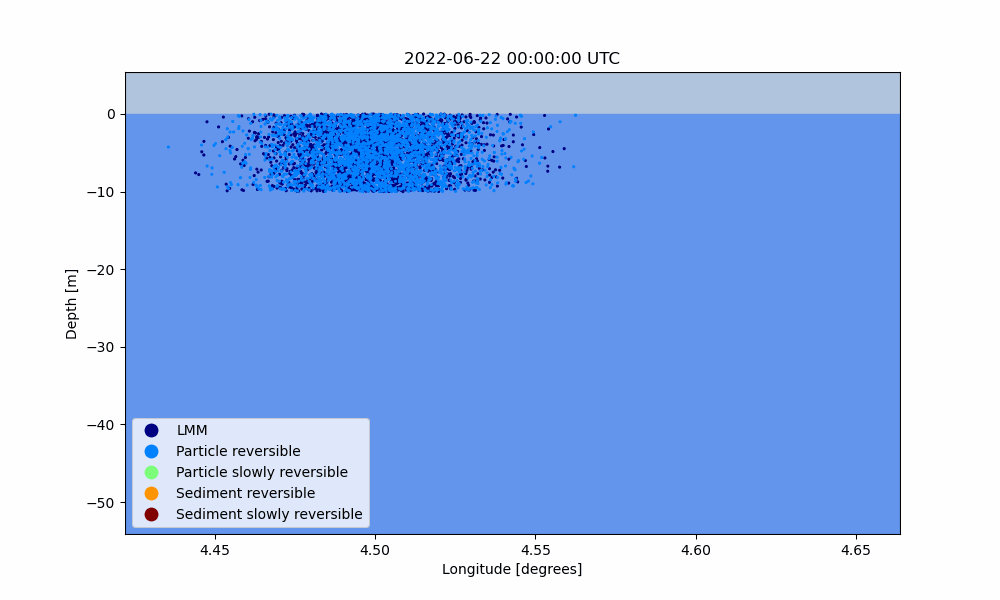 2022-06-22 00:00:00 UTC
0
−10
−20
−30
−40
−50
Depth [m]
LMM
Particle reversible
Particle slowly reversible
Sediment reversible
Sediment slowly reversible
4.45 4.50 4.55 4.60 4.65
Longitude [degrees]